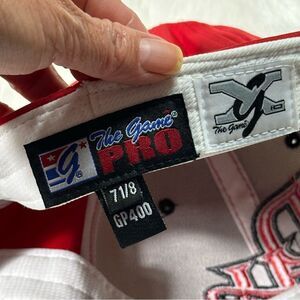 The Game®
PRO
7 1/8
GP400
The Game